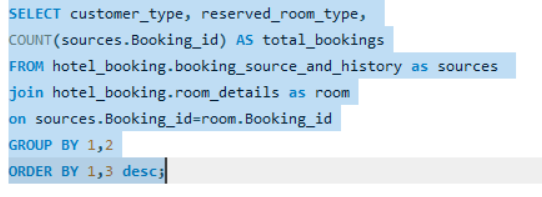 SELECT customer_type, reserved_room_type,
COUNT(sources.Booking_id) AS total_bookings
FROM hotel_booking.booking_source_and_history as sources
join hotel_booking.room_details as room
on sources.Booking_id=room.Booking_id
GROUP BY 1,2
ORDER BY 1,3 desc;